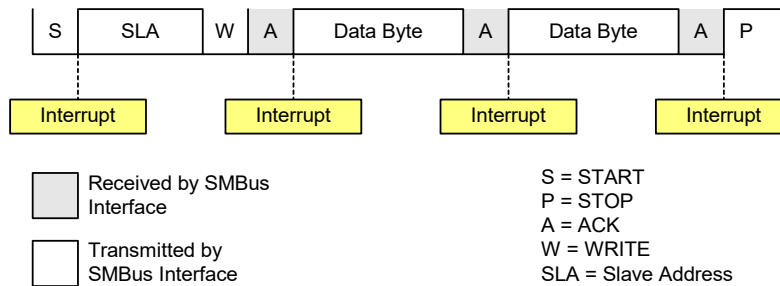 S SLA W A Data Byte A Data Byte A P
Interrupt Interrupt Interrupt Interrupt
Received by SMBus
Interface
Transmitted by
SMBus Interface
S = START
P = STOP
A = ACK
W = WRITE
SLA = Slave Address